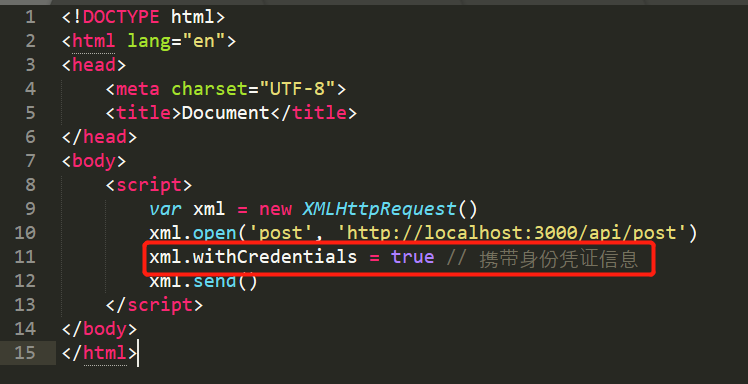 1 <!DOCTYPE html>
2 <html lang="en">
3 <head>
4 <meta charset="UTF-8">
5 <title>Document</title>
6 </head>
7 <body>
8 <script>
9 var xml = new XMLHttpRequest()
10 xml.open('post', 'http://localhost:3000/api/post')
11 xml.withCredentials = true // 携带身份凭证信息
12 xml.send()
13 </script>
14 </body>
15 </html>